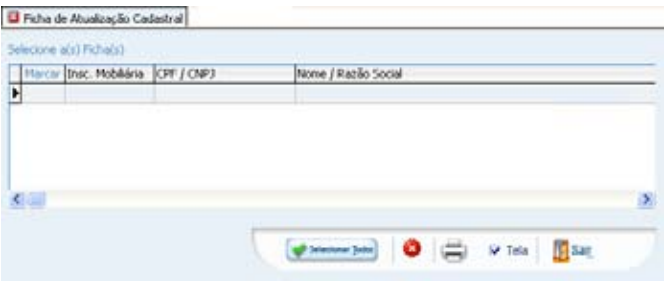 Ficha de Atualização Cadastral
Selecione a(s) Ficha(s)
Marcar Insc. Mobiliária CPF / CNPJ Nome / Razão Social
Selecionar Todos Tela Sair